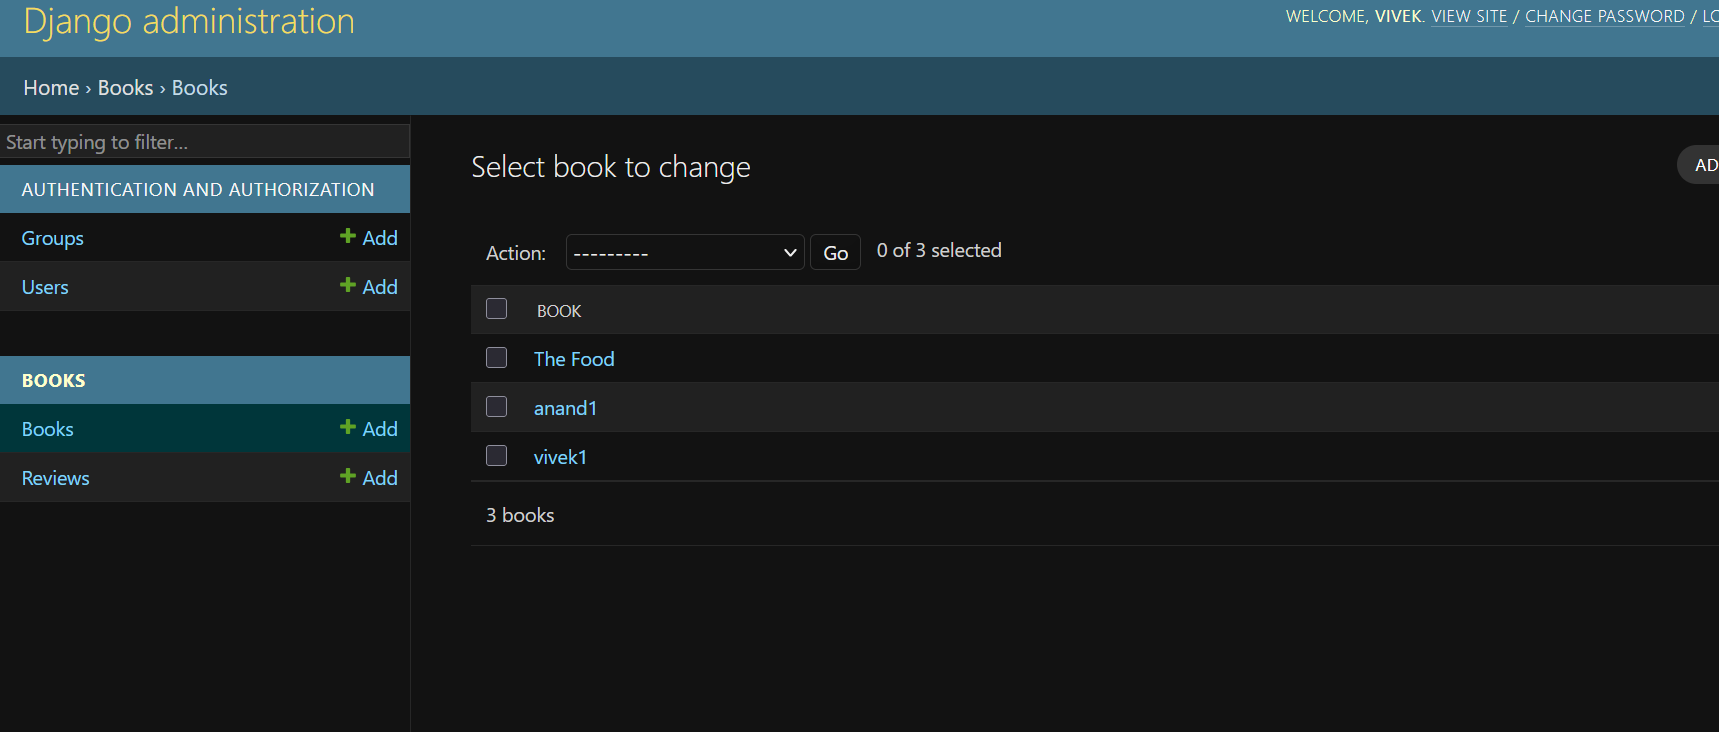 Django administration
WELCOME, VIVEK. VIEW SITE / CHANGE PASSWORD /
Home › Books › Books
Start typing to filter...
AUTHENTICATION AND AUTHORIZATION
Groups + Add
Users + Add
BOOKS
Books + Add
Reviews + Add
Select book to change
Action: --------- Go 0 of 3 selected
BOOK
The Food
anand1
vivek1
3 books